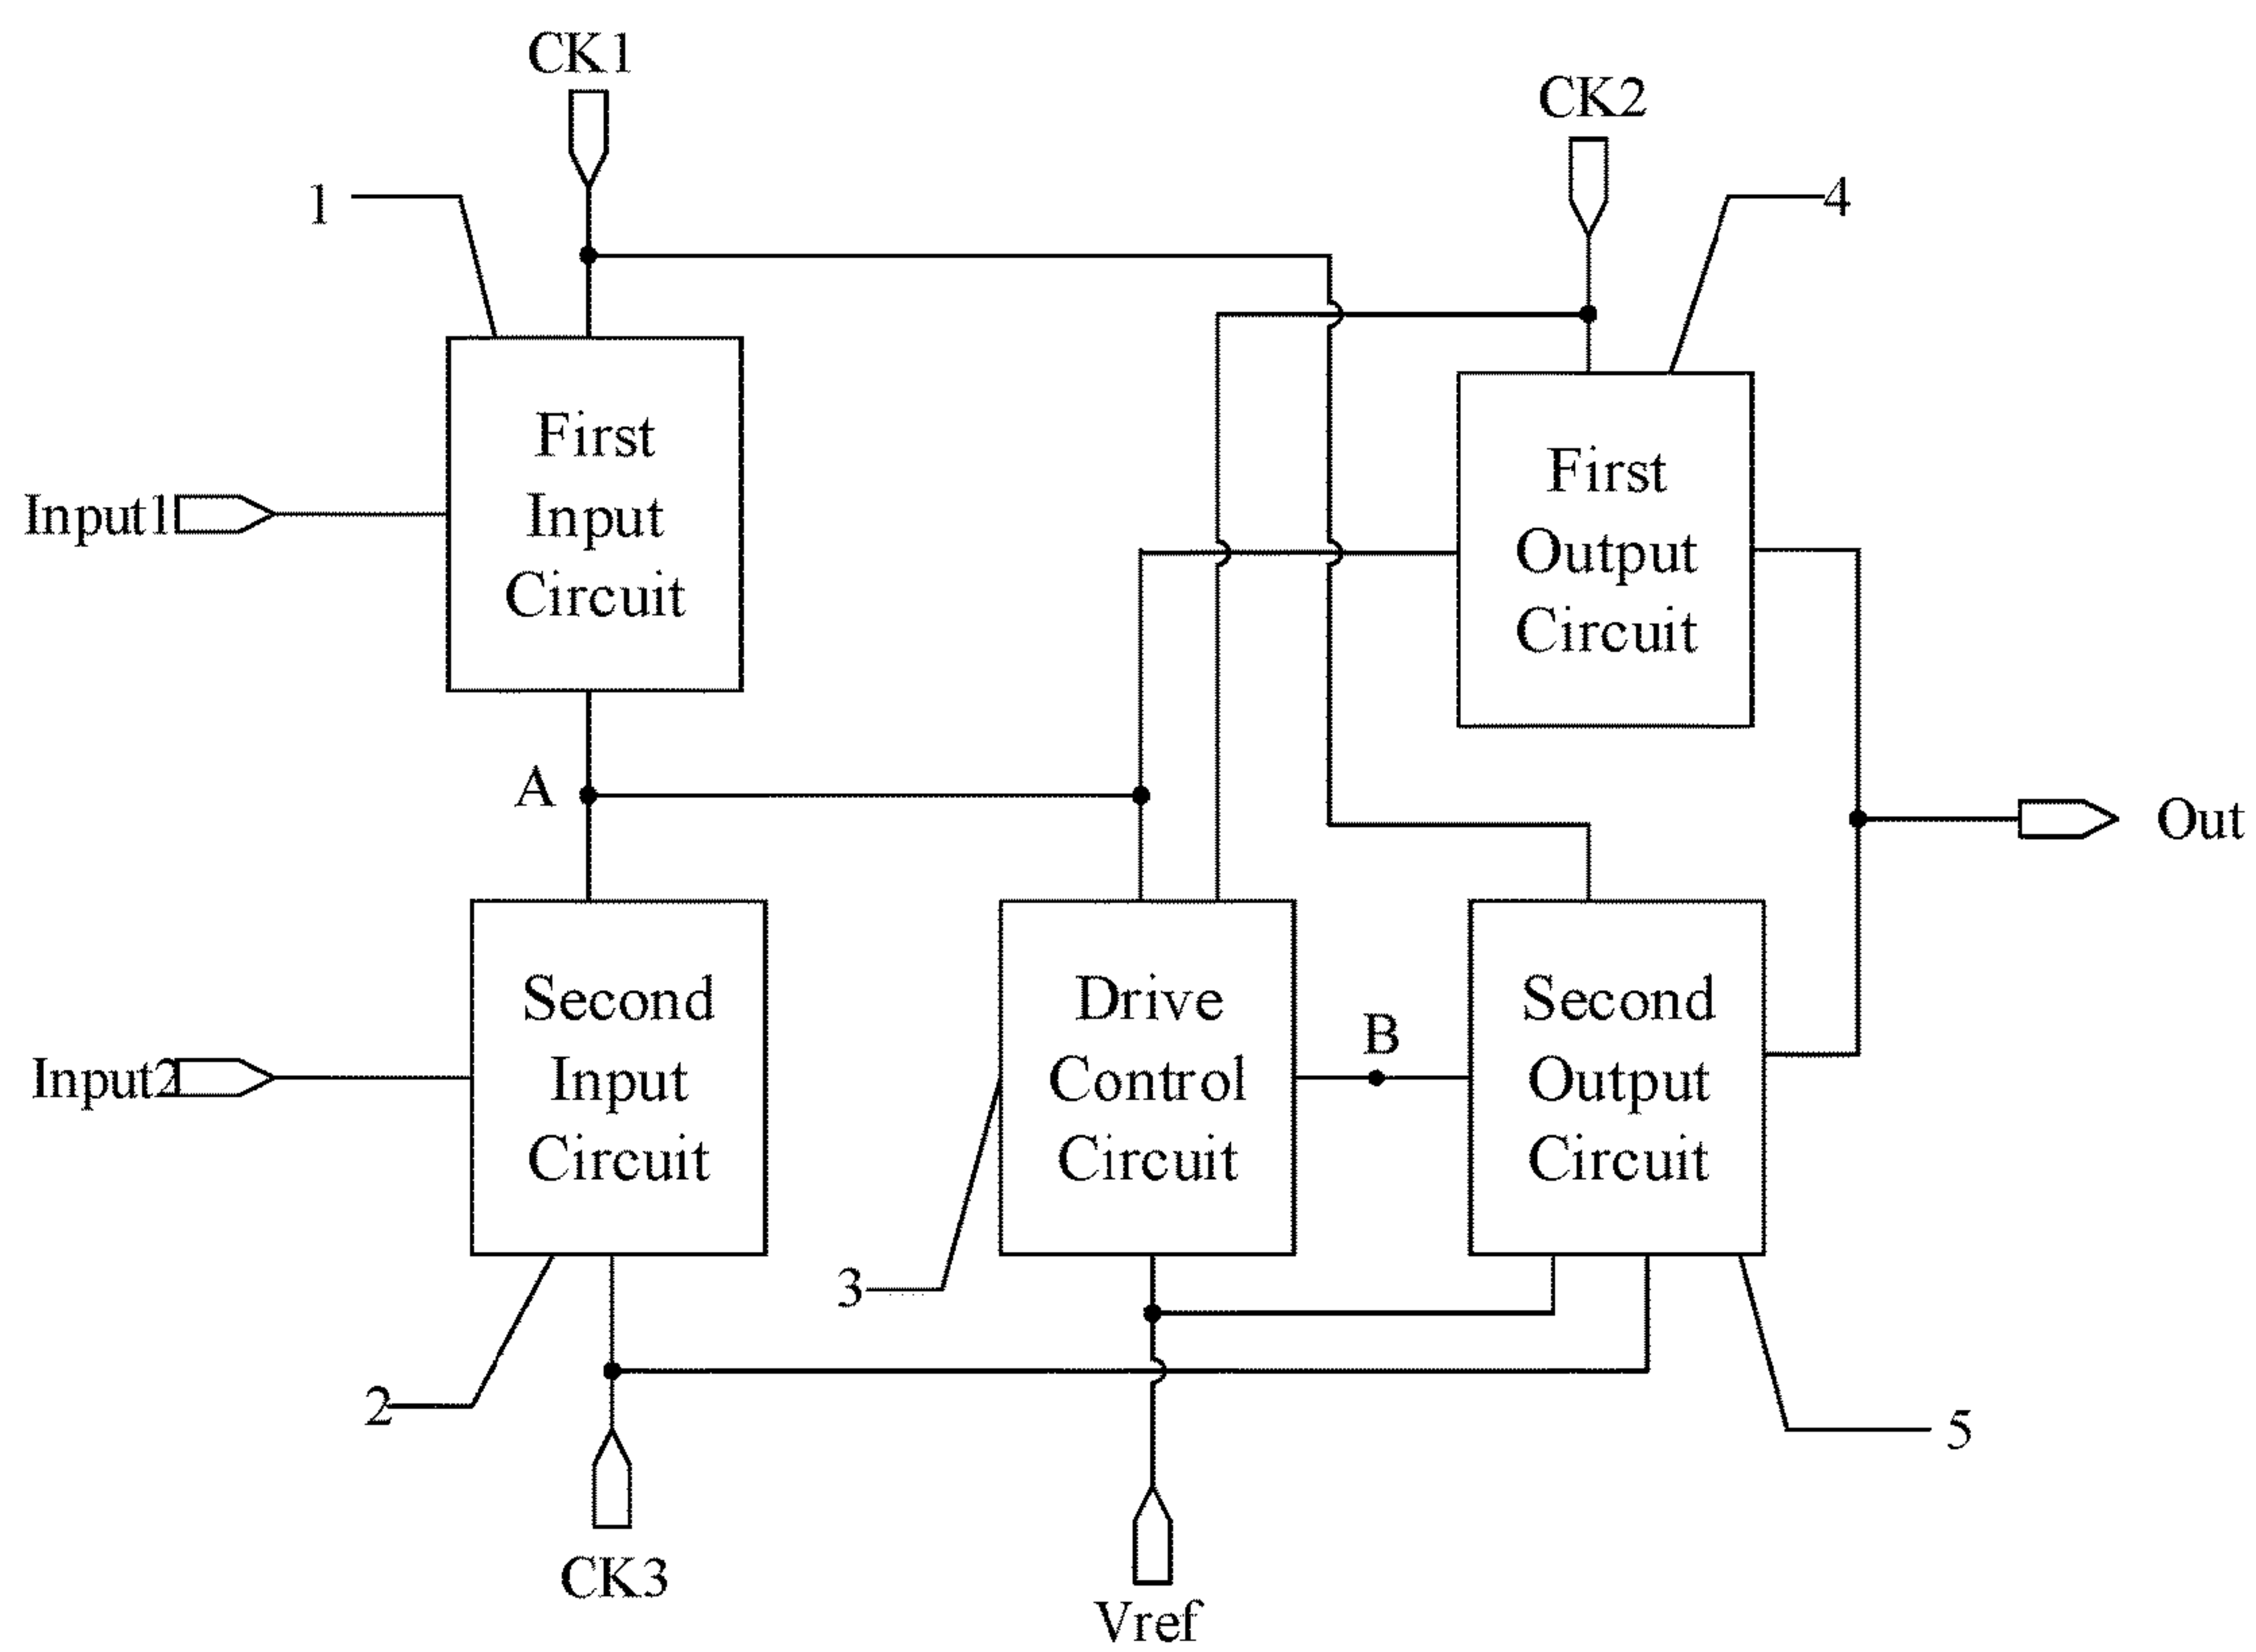 CK1
CK2
1
4
First
Input
Circuit
Input1
First
Output
Circuit
A
Out
Second
Input
Circuit
Input2
Drive
Control
Circuit
B
Second
Output
Circuit
3
2
5
CK3
Vref